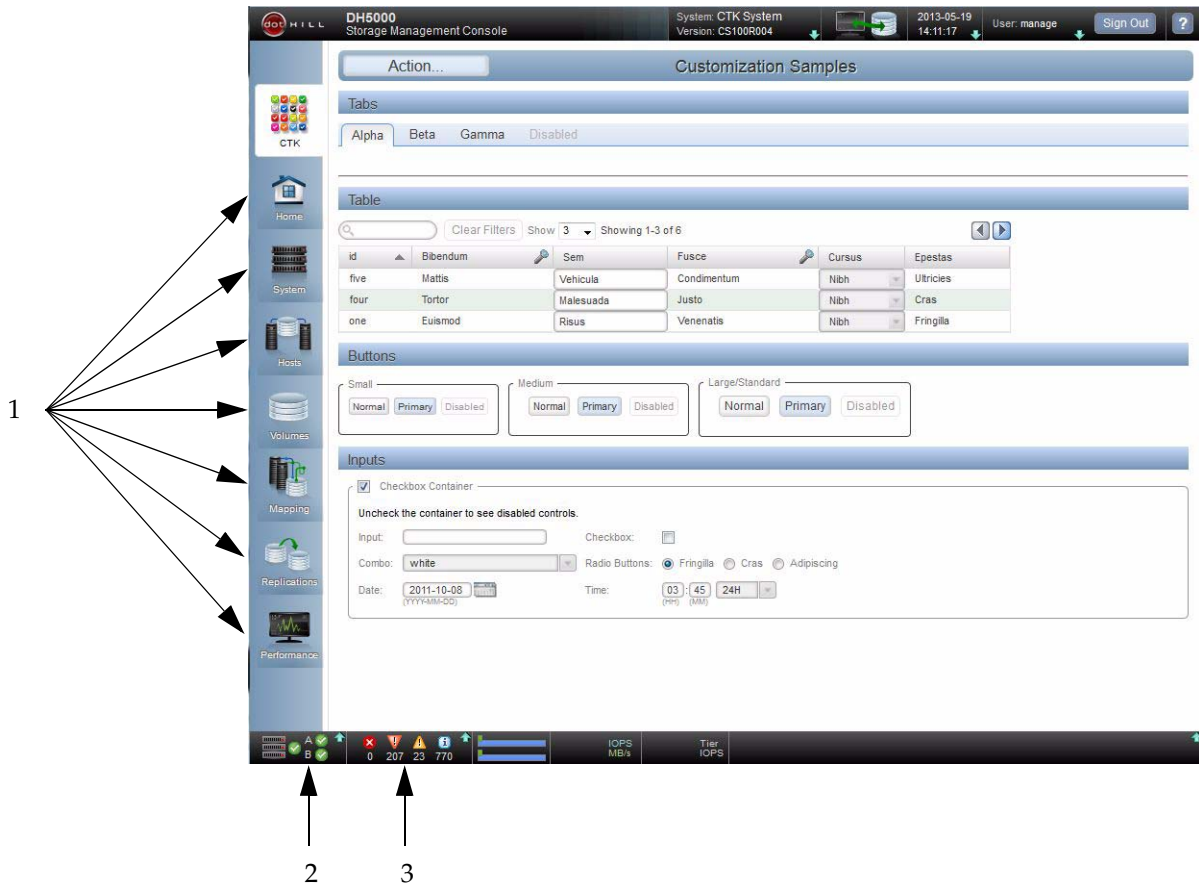 dot HILL
DH5000
Storage Management Console
System: CTK System
Version: CS100R004
2013-05-19
14:11:17
User: manage
Sign Out
?
Action...
Customization Samples
CTK
Home
System
Hosts
Volumes
Mapping
Replications
Performance
Tabs
Alpha Beta Gamma Disabled
Table
Clear Filters Show 3 Showing 1-3 of 6
id Bibendum Sem Fusce Cursus Epestas
five Mattis Vehicula Condimentum Nibh Ultricies
four Tortor Malesuada Justo Nibh Cras
one Euismod Risus Venenatis Nibh Fringilla
Buttons
Small Medium Large/Standard
Normal Primary Disabled Normal Primary Disabled Normal Primary Disabled
Inputs
Checkbox Container
Uncheck the container to see disabled controls.
Input: Checkbox:
Combo: white Radio Buttons: Fringilla Cras Adipiscing
Date: 2011-10-08 Time: 03 : 45 24H
(YYYY-MM-DD) (HH) (MM)
A
B
0 207 23 770
IOPS
MB/s
Tier
IOPS
1
2 3